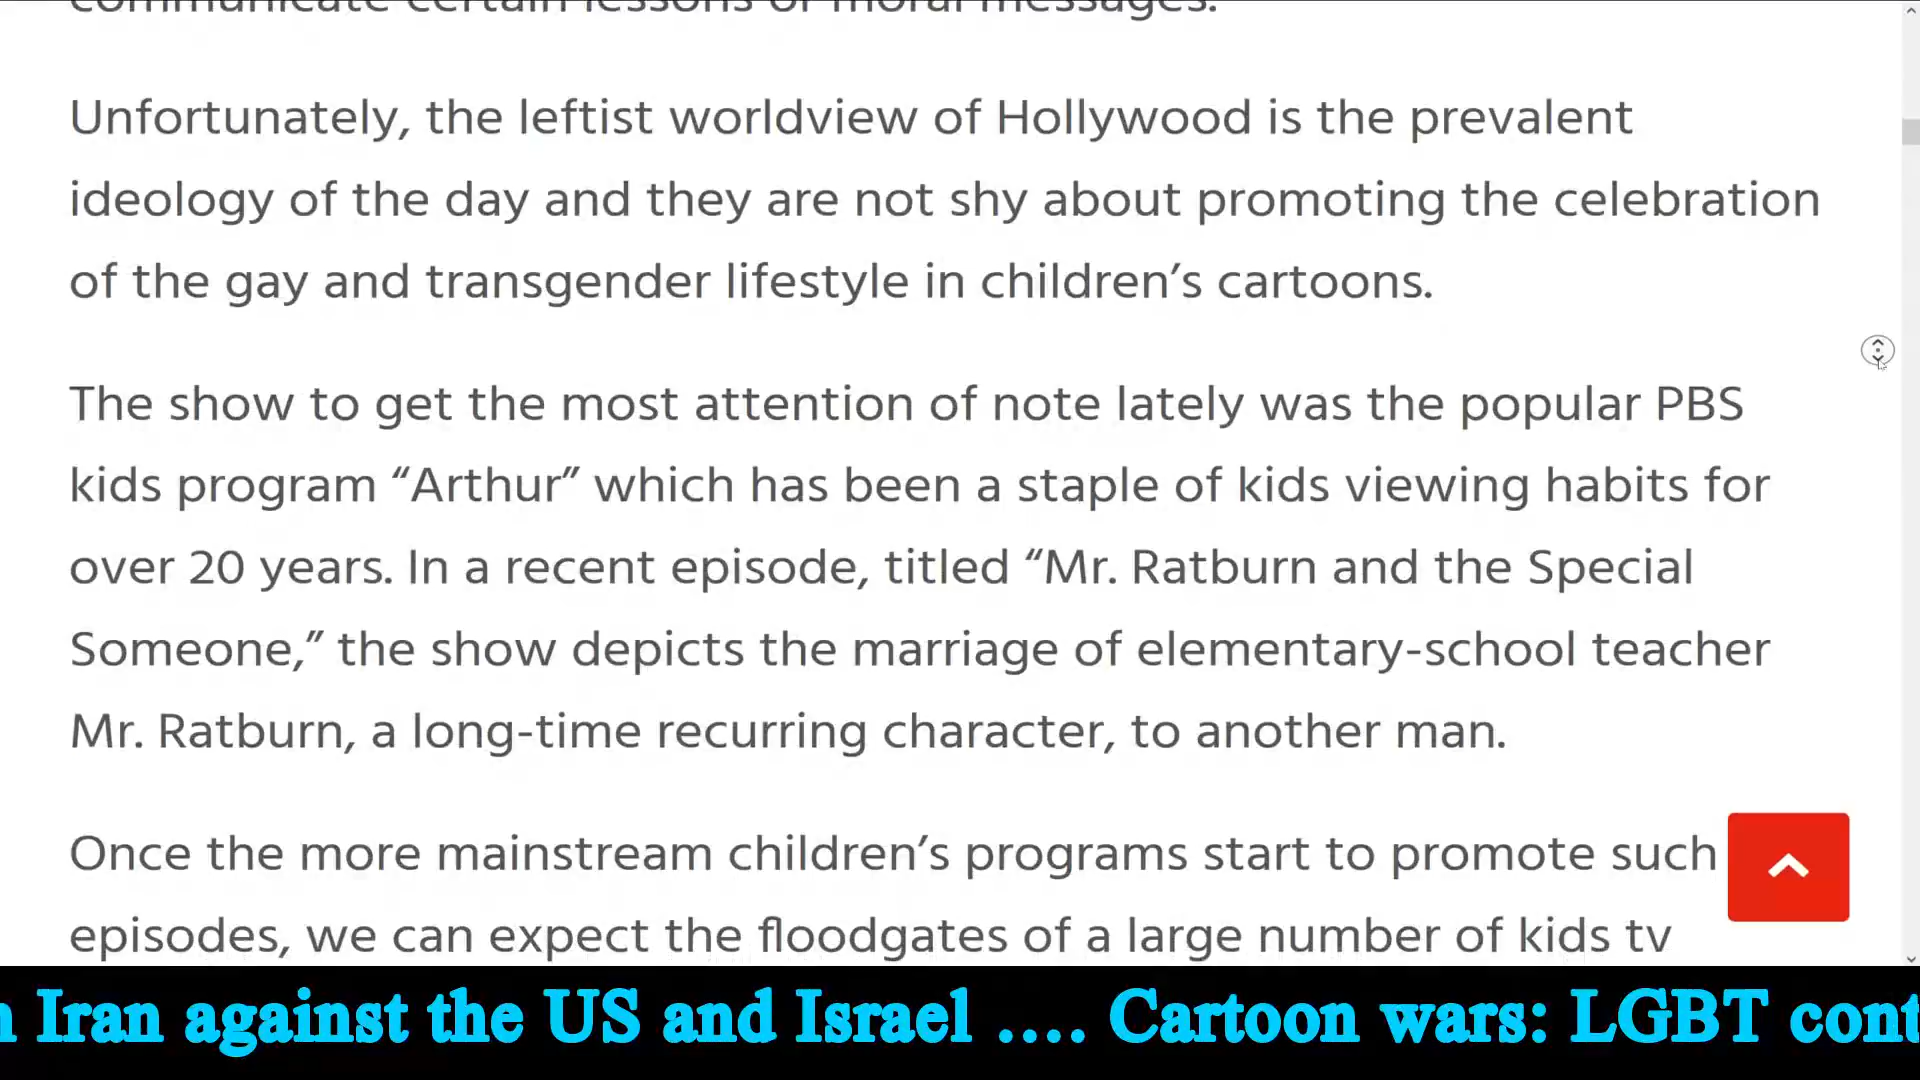 communicate certain lessons or moral messages.
Unfortunately, the leftist worldview of Hollywood is the prevalent
ideology of the day and they are not shy about promoting the celebration
of the gay and transgender lifestyle in children’s cartoons.
The show to get the most attention of note lately was the popular PBS
kids program “Arthur” which has been a staple of kids viewing habits for
over 20 years. In a recent episode, titled “Mr. Ratburn and the Special
Someone,” the show depicts the marriage of elementary-school teacher
Mr. Ratburn, a long-time recurring character, to another man.
Once the more mainstream children’s programs start to promote such
episodes, we can expect the floodgates of a large number of kids tv
Iran against the US and Israel .... Cartoon wars: LGBT cont